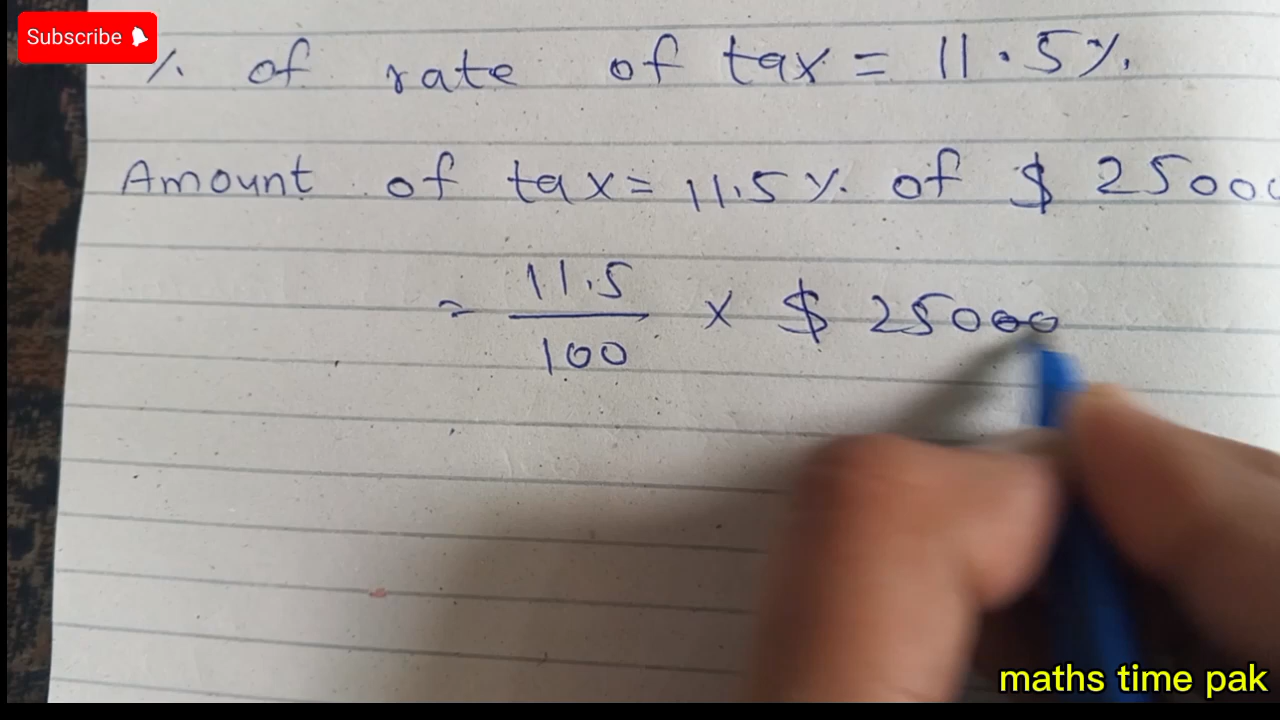 Subscribe
% of rate of tax = 11.5%
Amount of tax = 11.5% of $ 25000
= 11.5/100 × $ 25000
maths time pak